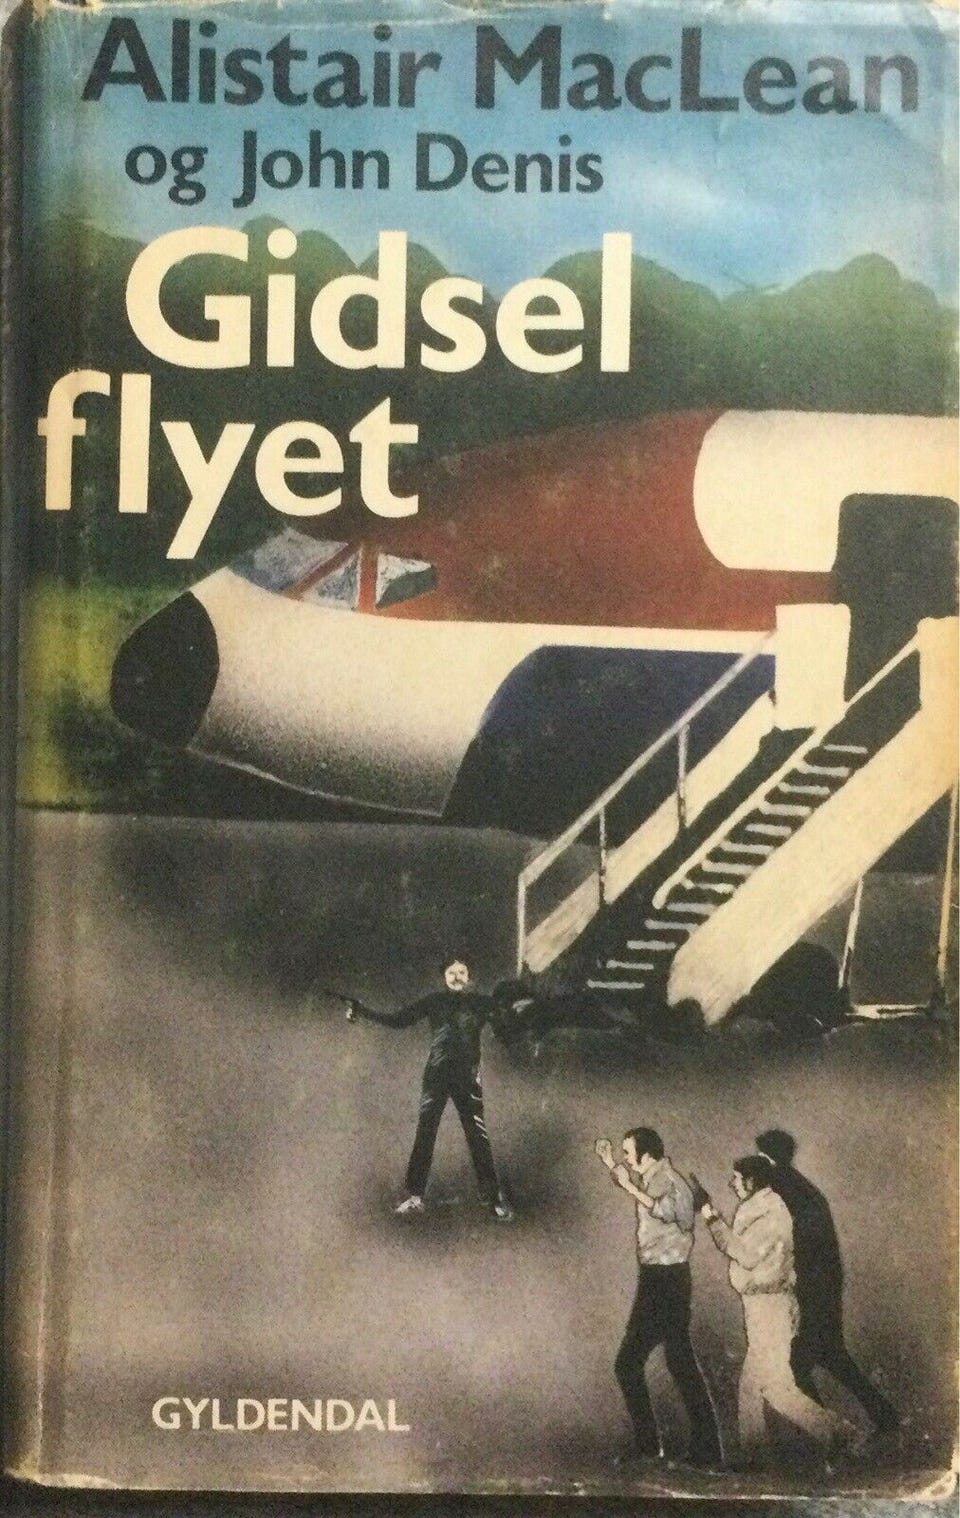 Alistair MacLean
og John Denis
Gidsel
flyet
GYLDENDAL